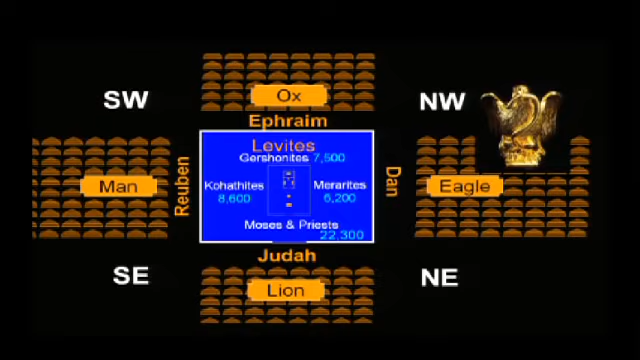 SW
Ox
NW
Ephraim
Levites
Gershonites 7,500
Man
Reuben
Kohathites
8,600
Merarites
6,200
Dan
Eagle
Moses & Priests
22,300
Judah
SE
Lion
NE